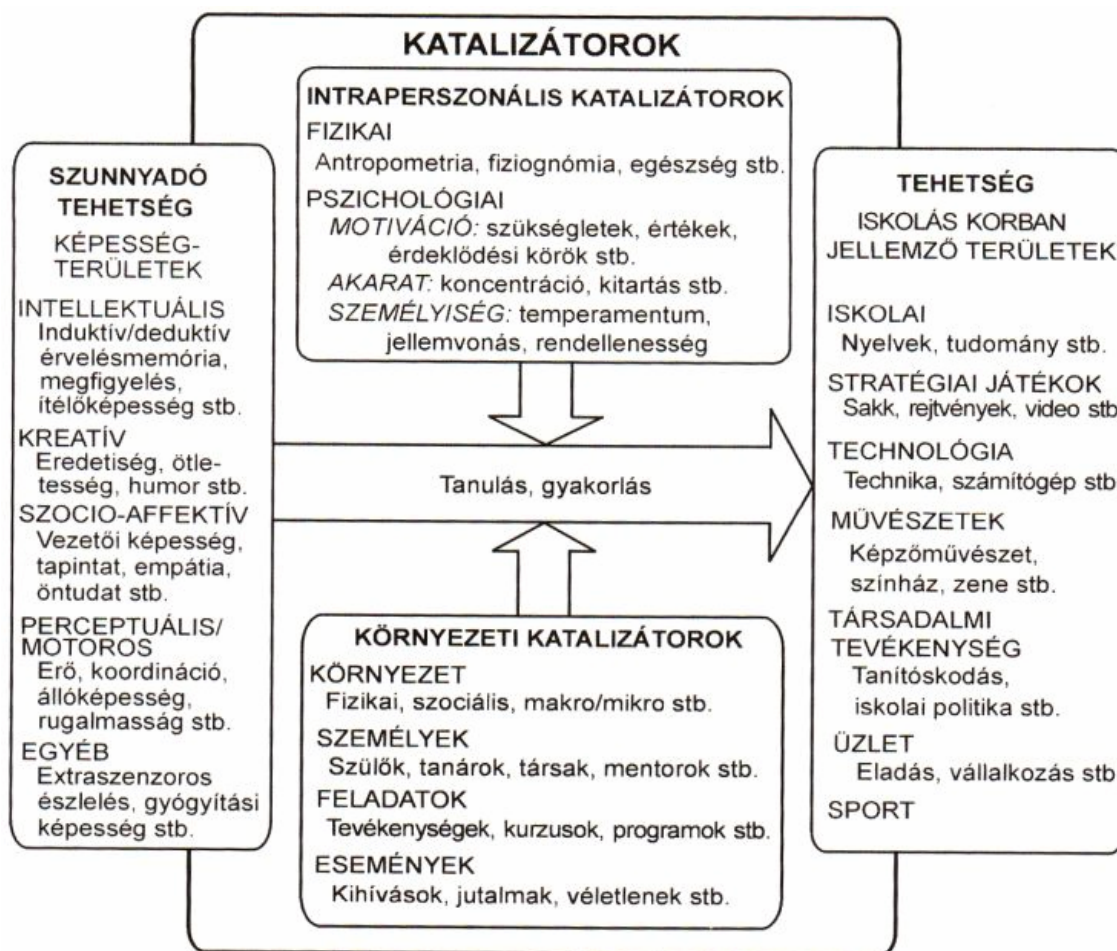 KATALIZÁTOROK
INTRAPERSZONÁLIS KATALIZÁTOROK
FIZIKAI
Antropometria, fiziognómia, egészség stb.
PSZICHOLÓGIAI
MOTIVÁCIÓ: szükségletek, értékek,
érdeklődési körök stb.
AKARAT: koncentráció, kitartás stb.
SZEMÉLYISÉG: temperamentum,
jellemvonás, rendellenesség
SZUNNYADÓ
TEHETSÉG
KÉPESSÉG-
TERÜLETEK
INTELLEKTUÁLIS
Induktív/deduktív
érvelésmemória,
megfigyelés,
ítélőképesség stb.
KREATÍV
Eredetiség, ötle-
tesség, humor stb.
SZOCIO-AFFEKTÍV
Vezetői képesség,
tapintat, empátia,
öntudat stb.
PERCEPTUÁLIS/
MOTOROS
Erő, koordináció,
állóképesség,
rugalmasság stb.
EGYÉB
Extraszenzoros
észlelés, gyógyítási
képesség stb.
Tanulás, gyakorlás
KÖRNYEZETI KATALIZÁTOROK
KÖRNYEZET
Fizikai, szociális, makro/mikro stb.
SZEMÉLYEK
Szülők, tanárok, társak, mentorok stb.
FELADATOK
Tevékenységek, kurzusok, programok stb.
ESEMÉNYEK
Kihívások, jutalmak, véletlenek stb.
TEHETSÉG
ISKOLÁS KORBAN
JELLEMZŐ TERÜLETEK
ISKOLAI
Nyelvek, tudomány stb.
STRATÉGIAI JÁTÉKOK
Sakk, rejtvények, video stb
TECHNOLÓGIA
Technika, számítógép stb
MŰVÉSZETEK
Képzőművészet,
színház, zene stb.
TÁRSADALMI
TEVÉKENYSÉG
Tanítóskodás,
iskolai politika stb.
ÜZLET
Eladás, vállalkozás stb
SPORT